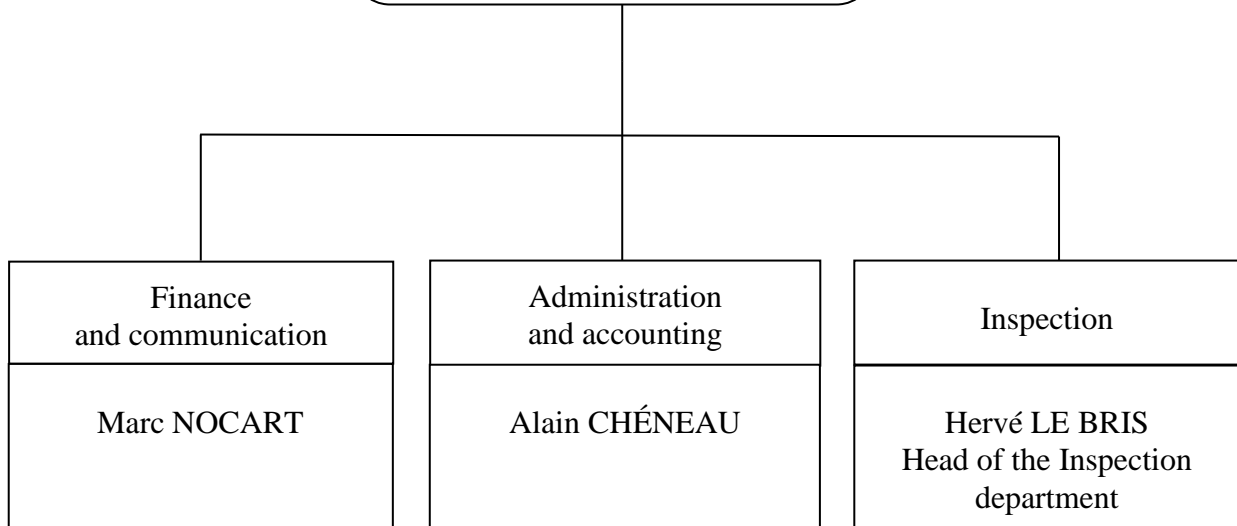 Finance
and communication
Marc NOCART
Administration
and accounting
Alain CHÉNEAU
Inspection
Hervé LE BRIS
Head of the Inspection
department